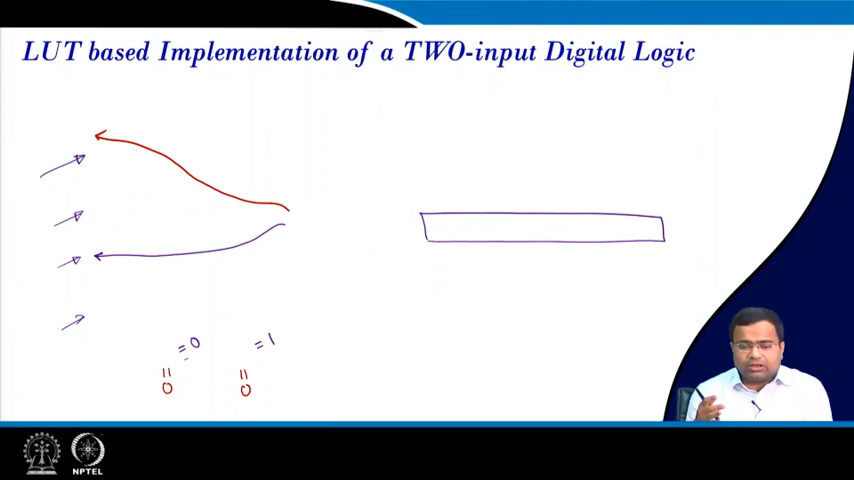 LUT based Implementation of a TWO-input Digital Logic
=0 =1
= =
0 0
NPTEL